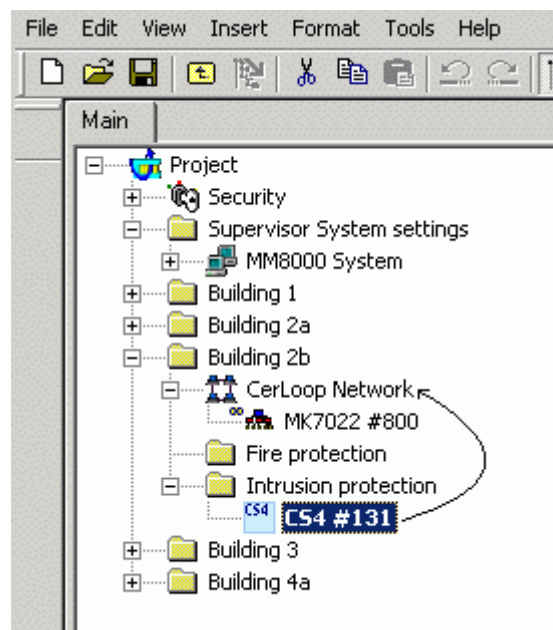 File Edit View Insert Format Tools Help
Main
Project
Security
Supervisor System settings
MM8000 System
Building 1
Building 2a
Building 2b
CerLoop Network
MK7022 #800
Fire protection
Intrusion protection
CS4 CS4 #131
Building 3
Building 4a